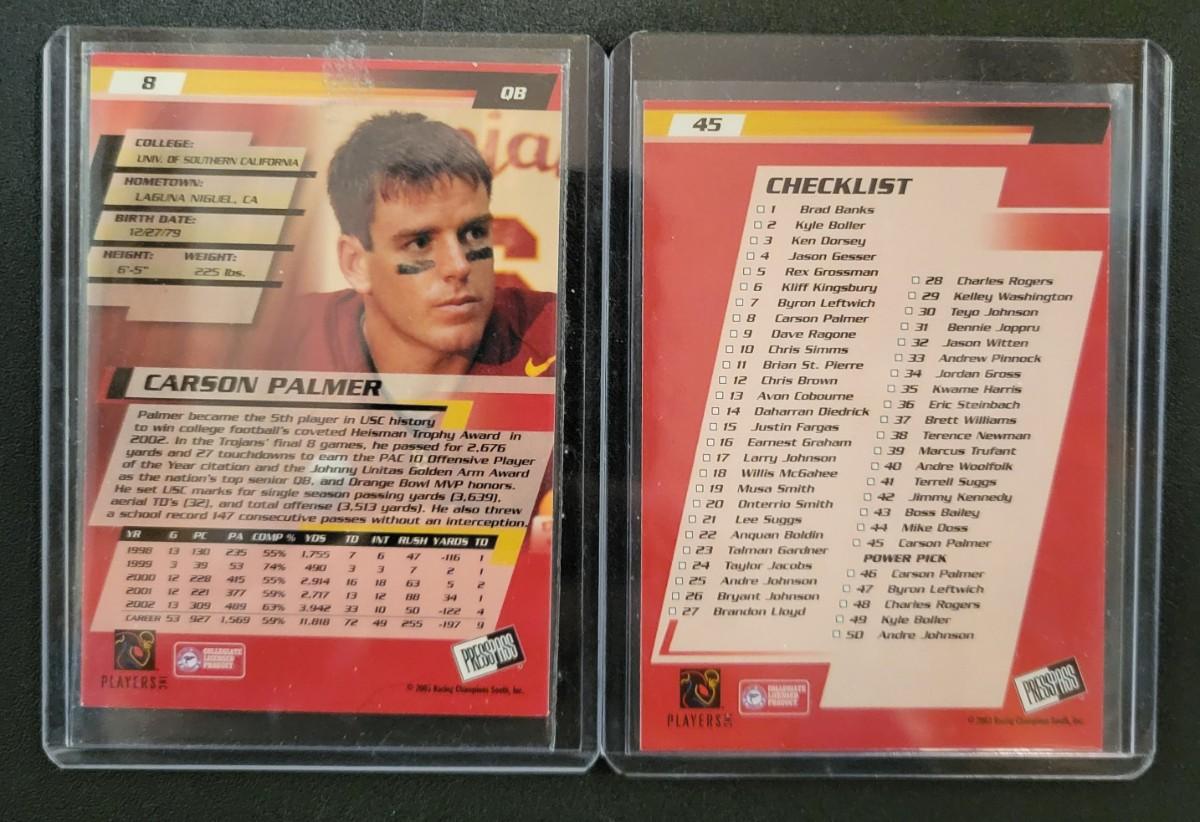 8
QB
COLLEGE:
UNIV. OF SOUTHERN CALIFORNIA
HOMETOWN:
LAGUNA NIGUEL, CA
BIRTH DATE:
12/27/79
HEIGHT: WEIGHT:
6'-5" 225 lbs.
CARSON PALMER
Palmer became the 5th player in USC history
to win college football's coveted Heisman Trophy Award in
2002. In the Trojans' final 8 games, he passed for 2,676
yards and 27 touchdowns to earn the PAC 10 Offensive Player
of the Year citation and the Johnny Unitas Golden Arm Award
as the nation's top senior QB, and Orange Bowl MVP honors.
He set USC marks for single season passing yards (3,639),
aerial TD's (32), and total offense (3,513 yards). He also threw
a school record 147 consecutive passes without an interception.
YR G PC PA COMP % YDS TD INT RUSH YARDS TD
1998 13 130 235 55% 1,755 7 6 47 -116 1
1999 3 39 53 74% 490 3 3 7 2 1
2000 12 228 415 55% 2,914 16 18 63 5 2
2001 12 221 377 59% 2,717 13 12 88 34 1
2002 13 309 489 63% 3,942 33 10 50 -122 4
CAREER 53 927 1,569 59% 11,818 72 49 255 -197 9
PLAYERS INC
COLLEGIATE
LICENSED
PRODUCT
PRESS PASS
© 2003 Racing Champions South, Inc.
45
CHECKLIST
1 Brad Banks
2 Kyle Boller
3 Ken Dorsey
4 Jason Gesser
5 Rex Grossman
6 Kliff Kingsbury
7 Byron Leftwich
8 Carson Palmer
9 Dave Ragone
10 Chris Simms
11 Brian St. Pierre
12 Chris Brown
13 Avon Cobourne
14 Daharran Diedrick
15 Justin Fargas
16 Earnest Graham
17 Larry Johnson
18 Willis McGahee
19 Musa Smith
20 Onterrio Smith
21 Lee Suggs
22 Anquan Boldin
23 Talman Gardner
24 Taylor Jacobs
25 Andre Johnson
26 Bryant Johnson
27 Brandon Lloyd
28 Charles Rogers
29 Kelley Washington
30 Teyo Johnson
31 Bennie Joppru
32 Jason Witten
33 Andrew Pinnock
34 Jordan Gross
35 Kwame Harris
36 Eric Steinbach
37 Brett Williams
38 Terence Newman
39 Marcus Trufant
40 Andre Woolfolk
41 Terrell Suggs
42 Jimmy Kennedy
43 Boss Bailey
44 Mike Doss
45 Carson Palmer
POWER PICK
46 Carson Palmer
47 Byron Leftwich
48 Charles Rogers
49 Kyle Boller
50 Andre Johnson
PLAYERS INC
COLLEGIATE
LICENSED
PRODUCT
PRESS PASS
© 2003 Racing Champions South, Inc.